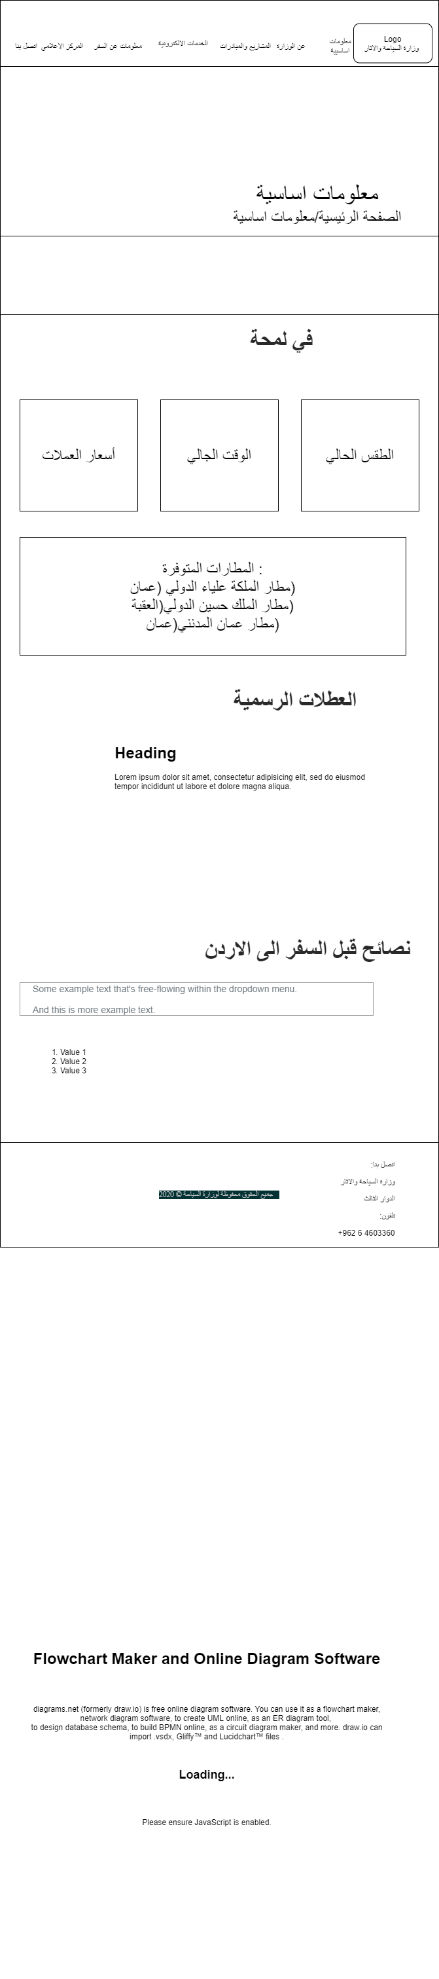 Logo
وزارة السياحة والاثار
معلومات
اساسيية
عن الوزارة
المشاريع والمبادرات
الخدمات الالكترونية
معلومات عن السفر
المركز الاعلامي
اتصل بنا
معلومات اساسية
الصفحة الرئيسية/معلومات اساسية
في لمحة
الطقس الحالي
الوقت الحالي
أسعار العملات
المطارات المتوفرة :
مطار الملكة علياء الدولي (عمان)
مطار الملك حسين الدولي(العقبة)
مطار عمان المدنني(عمان)
العطلات الرسمية
Heading
Lorem ipsum dolor sit amet, consectetur adipisicing elit, sed do eiusmod
tempor incididunt ut labore et dolore magna aliqua.
نصائح قبل السفر الى الاردن
Some example text that's free-flowing within the dropdown menu.
And this is more example text.
1. Value 1
2. Value 2
3. Value 3
اتصل بنا:
وزارة السياحة والاثار
الدوار الثالث
تلفون:
+962 6 4603360
جميع الحقوق محفوظة لوزارة السياحة © 2020
Flowchart Maker and Online Diagram Software
diagrams.net (formerly draw.io) is free online diagram software. You can use it as a flowchart maker,
network diagram software, to create UML online, as an ER diagram tool,
to design database schema, to build BPMN online, as a circuit diagram maker, and more. draw.io can
import .vsdx, Gliffy™ and Lucidchart™ files .
Loading...
Please ensure JavaScript is enabled.